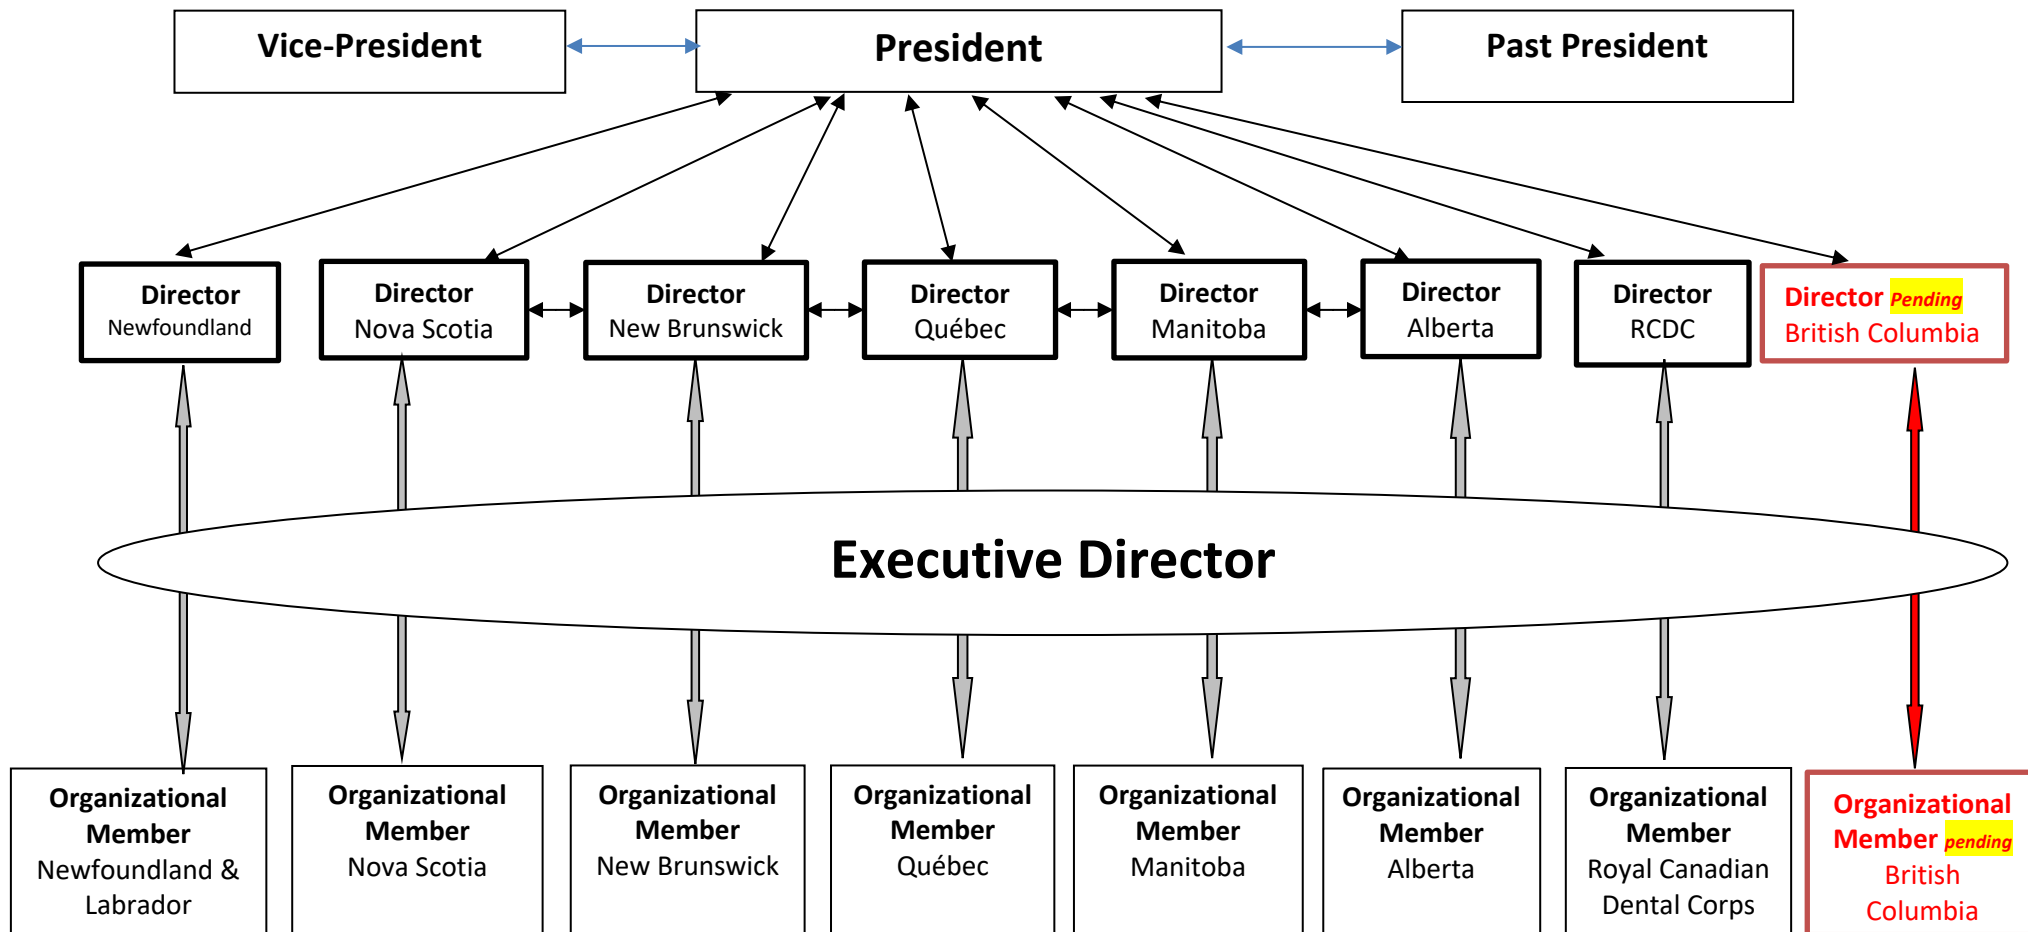 Vice-President
President
Past President
Director
Newfoundland
Director
Nova Scotia
Director
New Brunswick
Director
Québec
Director
Manitoba
Director
Alberta
Director
RCDC
Director Pending
British Columbia
Executive Director
Organizational
Member
Newfoundland &
Labrador
Organizational
Member
Nova Scotia
Organizational
Member
New Brunswick
Organizational
Member
Québec
Organizational
Member
Manitoba
Organizational
Member
Alberta
Organizational
Member
Royal Canadian
Dental Corps
Organizational
Member pending
British
Columbia